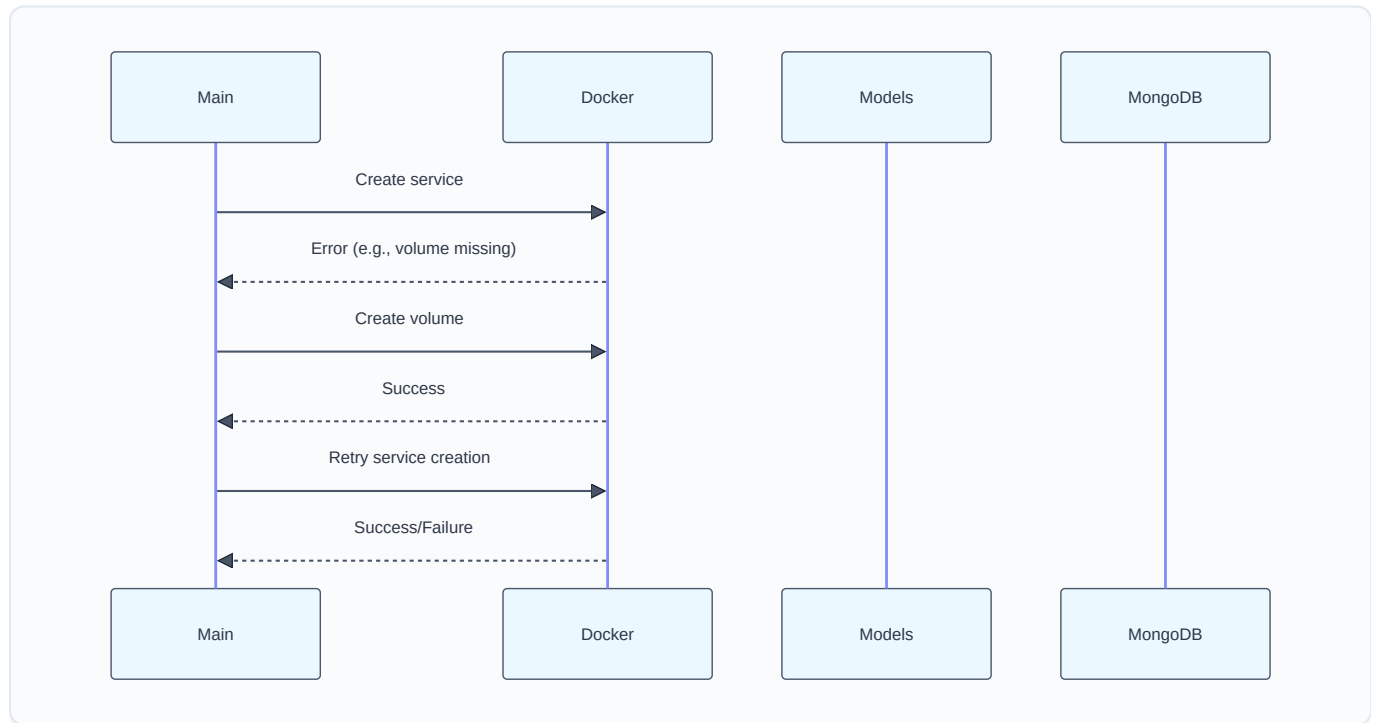 Main
Docker
Models
MongoDB
Create service
Error (e.g., volume missing)
Create volume
Success
Retry service creation
Success/Failure
Main
Docker
Models
MongoDB